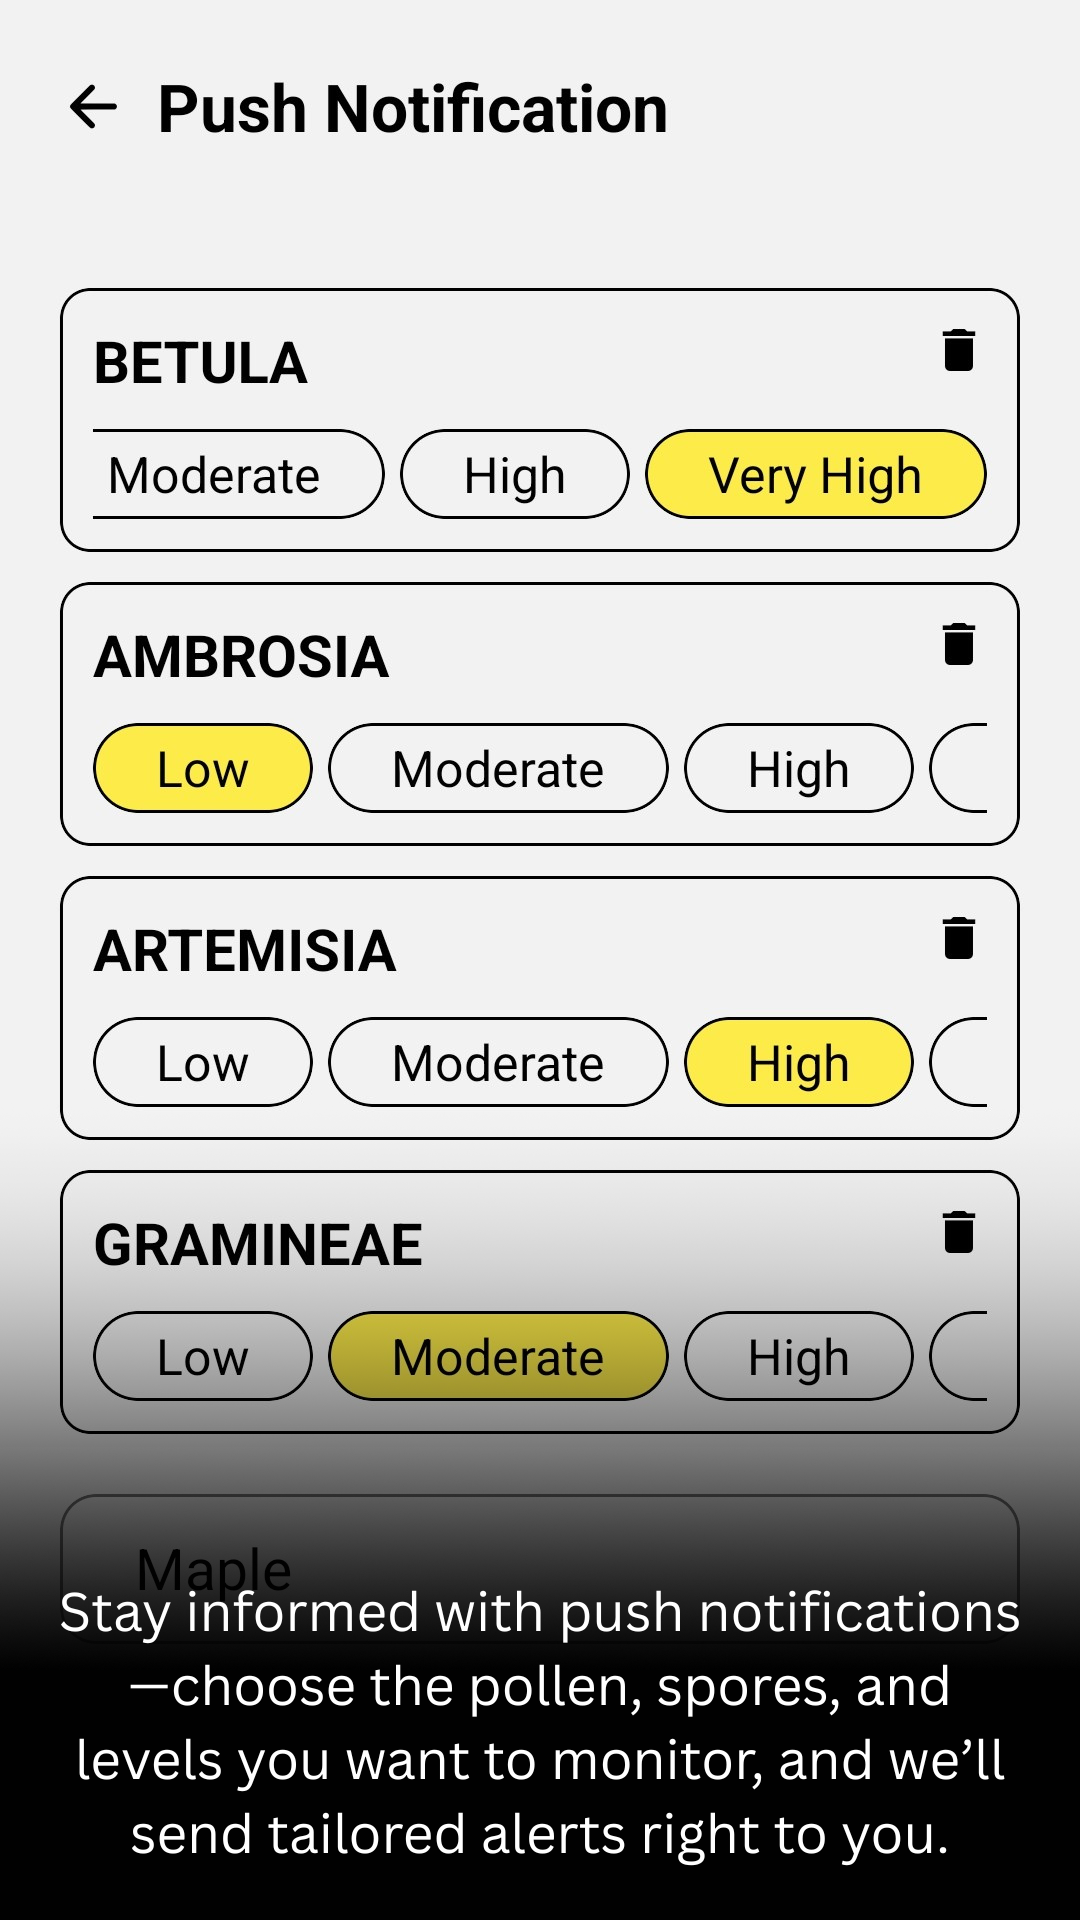 Push Notification
BETULA
Moderate High Very High
AMBROSIA
Low Moderate High
ARTEMISIA
Low Moderate High
GRAMINEAE
Low Moderate High
Maple
Stay informed with push notifications
—choose the pollen, spores, and
levels you want to monitor, and we’ll
send tailored alerts right to you.